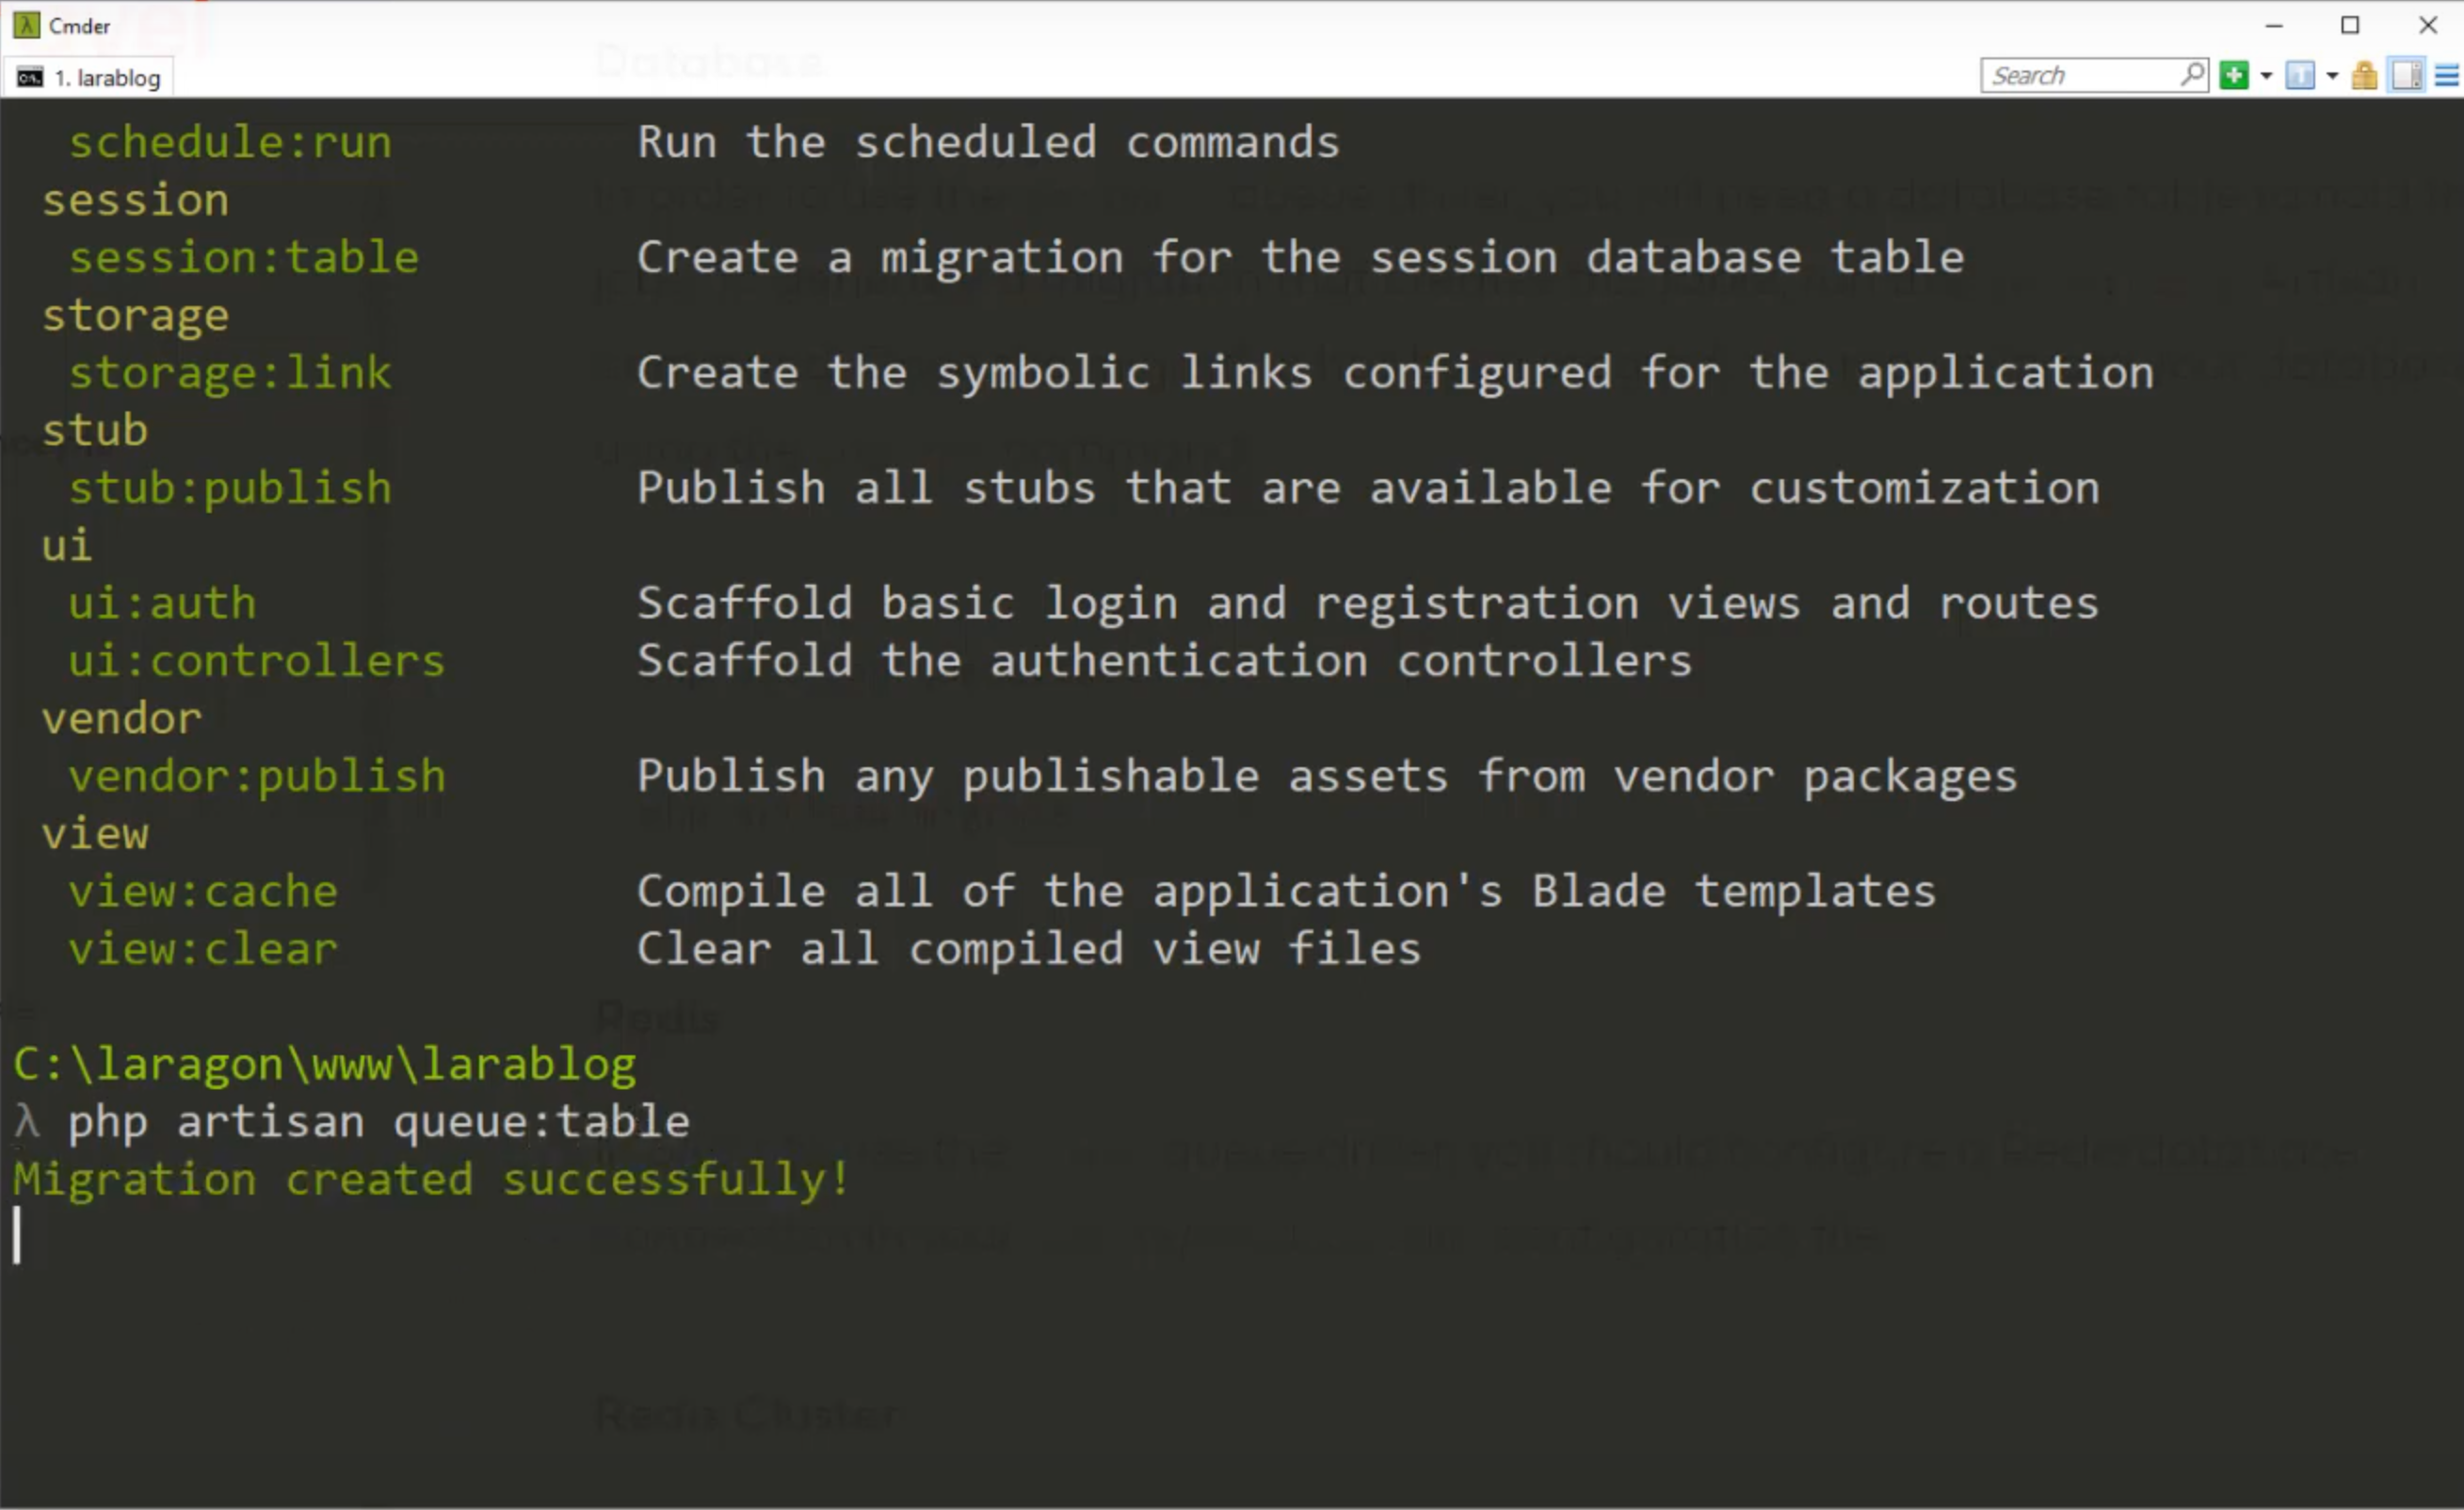 Cmder
1. larablog
Search
Database
schedule:run Run the scheduled commands
session
session:table Create a migration for the session database table
storage
storage:link Create the symbolic links configured for the application
stub
stub:publish Publish all stubs that are available for customization
ui
ui:auth Scaffold basic login and registration views and routes
ui:controllers Scaffold the authentication controllers
vendor
vendor:publish Publish any publishable assets from vendor packages
view
view:cache Compile all of the application's Blade templates
view:clear Clear all compiled view files
Redis
C:\laragon\www\larablog
λ php artisan queue:table
Migration created successfully!
Redis Cluster